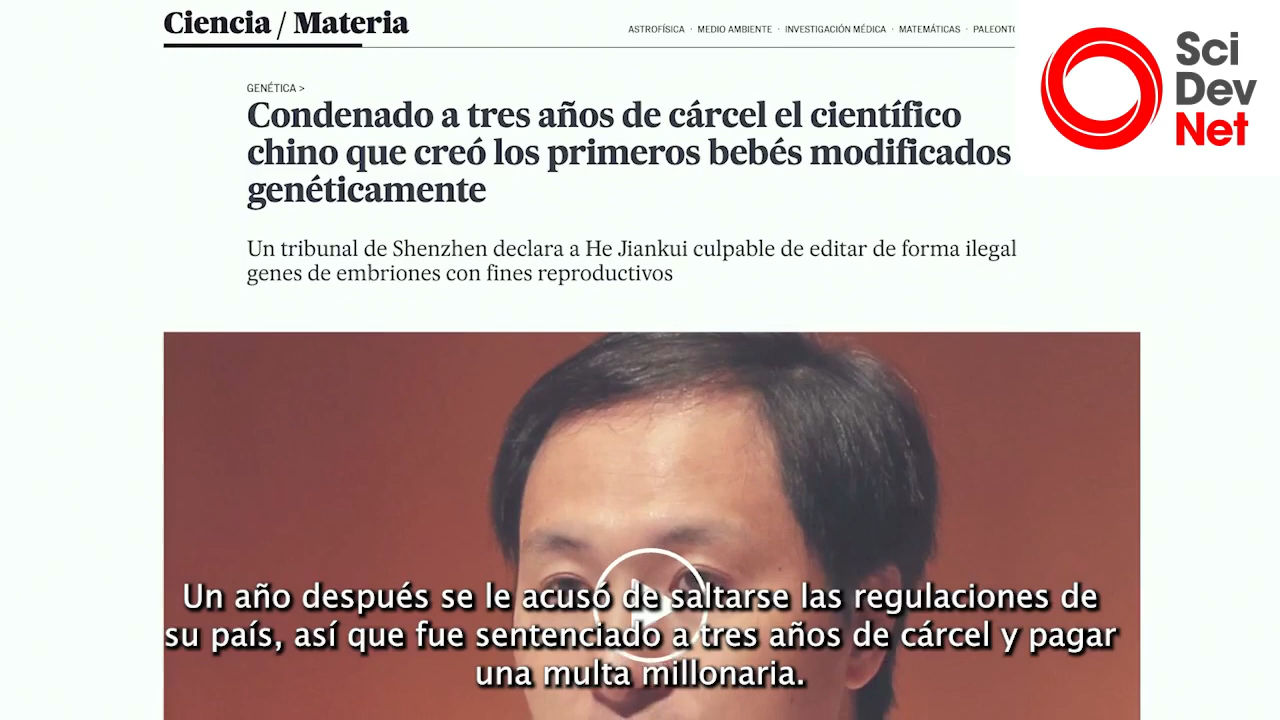 Ciencia / Materia
ASTROFÍSICA · MEDIO AMBIENTE · INVESTIGACIÓN MÉDICA · MATEMÁTICAS ·
Sci
Dev
Net
GENÉTICA >
Condenado a tres años de cárcel el científico
chino que creó los primeros bebés modificados
genéticamente
Un tribunal de Shenzhen declara a He Jiankui culpable de editar de forma ilegal
genes de embriones con fines reproductivos
Un año después se le acusó de saltarse las regulaciones de
su país, así que fue sentenciado a tres años de cárcel y pagar
una multa millonaria.